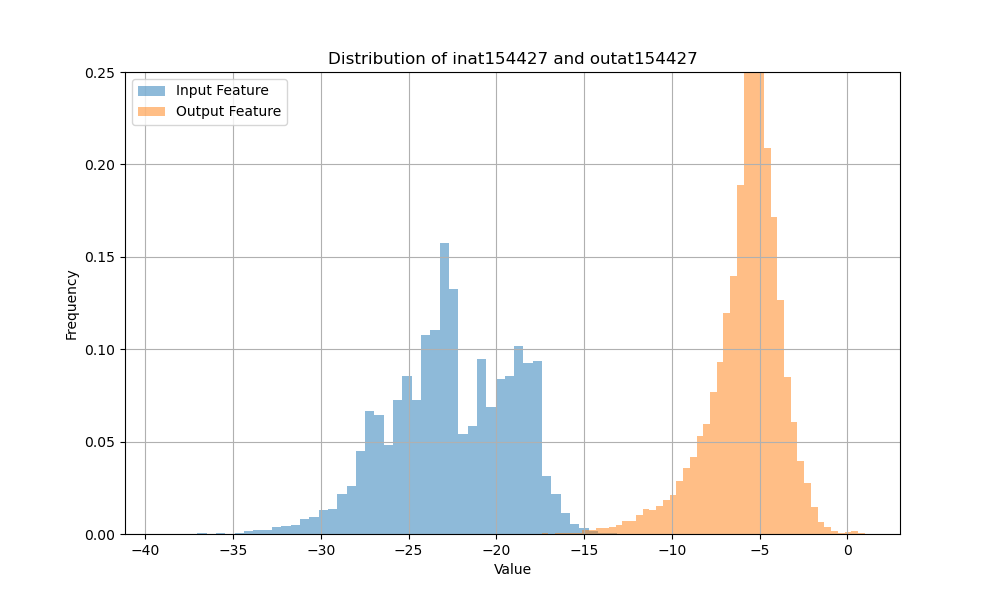 Distribution of inat154427 and outat154427
Input Feature
Output Feature
Frequency
0.25
0.20
0.15
0.10
0.05
0.00
−40 −35 −30 −25 −20 −15 −10 −5 0
Value